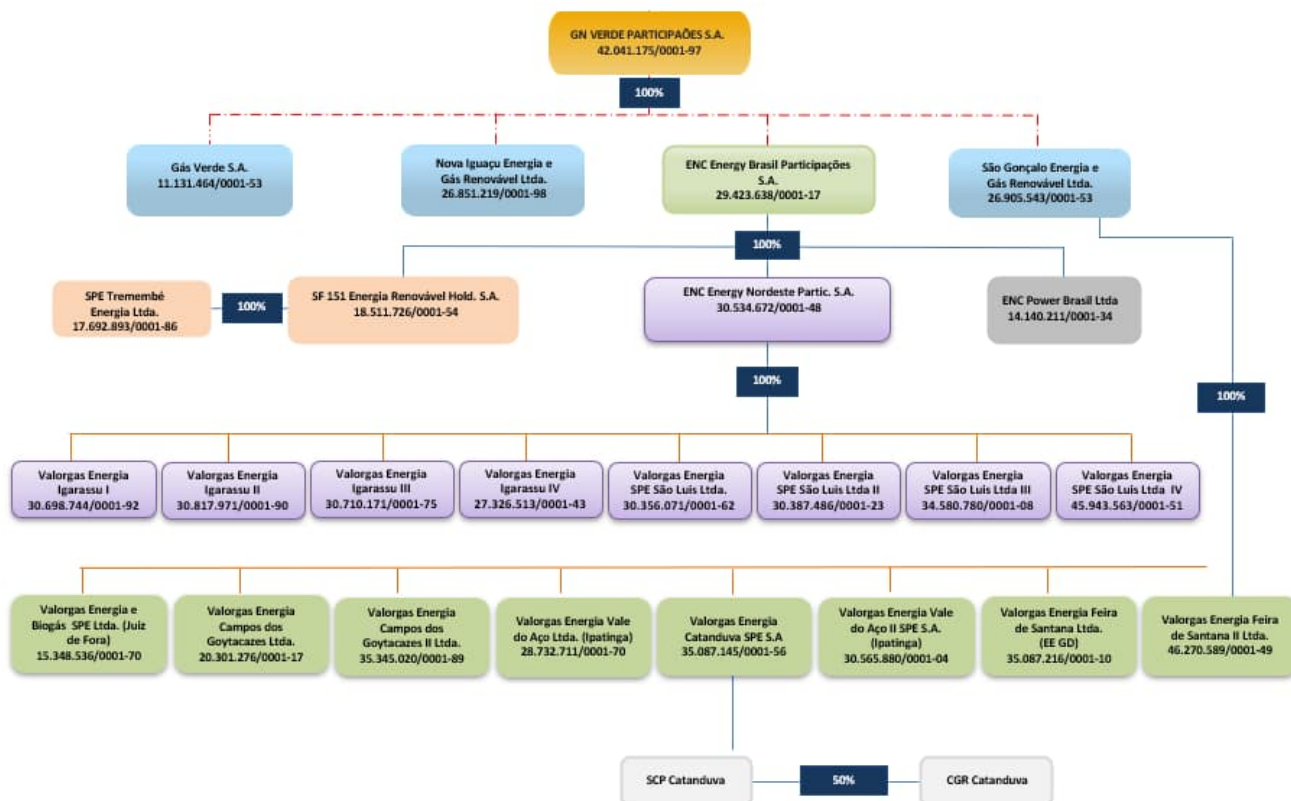 GN VERDE PARTICIPAÕES S.A.
42.041.175/0001-97
100%
Gás Verde S.A.
11.131.464/0001-53
Nova Iguaçu Energia e
Gás Renovável Ltda.
26.851.219/0001-98
ENC Energy Brasil Participações
S.A.
29.423.638/0001-17
São Gonçalo Energia e
Gás Renovável Ltda.
26.905.543/0001-53
100%
SPE Tremembé
Energia Ltda.
17.692.893/0001-86
100%
SF 151 Energia Renovável Hold. S.A.
18.511.726/0001-54
ENC Energy Nordeste Partic. S.A.
30.534.672/0001-48
ENC Power Brasil Ltda
14.140.211/0001-34
100%
100%
Valorgas Energia
Igarassu I
30.698.744/0001-92
Valorgas Energia
Igarassu II
30.817.971/0001-90
Valorgas Energia
Igarassu III
30.710.171/0001-75
Valorgas Energia
Igarassu IV
27.326.513/0001-43
Valorgas Energia
SPE São Luis Ltda.
30.356.071/0001-62
Valorgas Energia
SPE São Luis Ltda II
30.387.486/0001-23
Valorgas Energia
SPE São Luis Ltda III
34.580.780/0001-08
Valorgas Energia
SPE São Luis Ltda IV
45.943.563/0001-51
Valorgas Energia e
Biogás SPE Ltda. (Juiz
de Fora)
15.348.536/0001-70
Valorgas Energia
Campos dos
Goytacazes Ltda.
20.301.276/0001-17
Valorgas Energia
Campos dos
Goytacazes II Ltda.
35.345.020/0001-89
Valorgas Energia Vale
do Aço Ltda. (Ipatinga)
28.732.711/0001-70
Valorgas Energia
Catanduva SPE S.A
35.087.145/0001-56
Valorgas Energia Vale
do Aço II SPE S.A.
(Ipatinga)
30.565.880/0001-04
Valorgas Energia Feira
de Santana Ltda.
(EE GD)
35.087.216/0001-10
Valorgas Energia Feira
de Santana II Ltda.
46.270.589/0001-49
SCP Catanduva
50%
CGR Catanduva